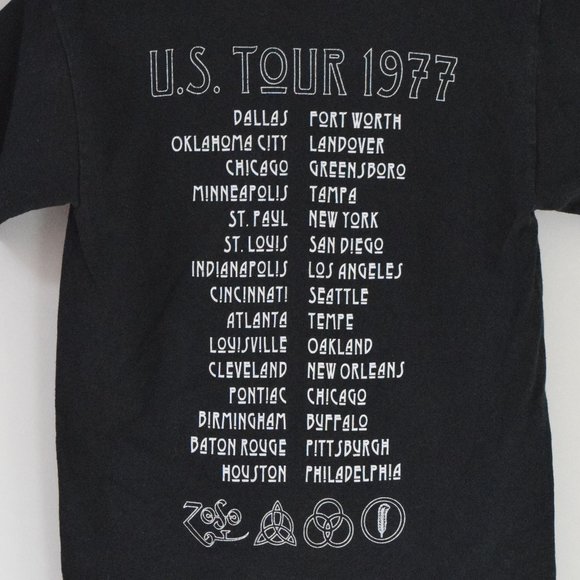 U.S. TOUR 1977
DALLAS FORT WORTH
OKLAHOMA CITY LANDOVER
CHICAGO GREENSBORO
MINNEAPOLIS TAMPA
ST. PAUL NEW YORK
ST. LOUIS SAN DIEGO
INDIANAPOLIS LOS ANGELES
CINCINNATI SEATTLE
ATLANTA TEMPE
LOUISVILLE OAKLAND
CLEVELAND NEW ORLEANS
PONTIAC CHICAGO
BIRMINGHAM BUFFALO
BATON ROUGE PITTSBURGH
HOUSTON PHILADELPHIA
ZOSO